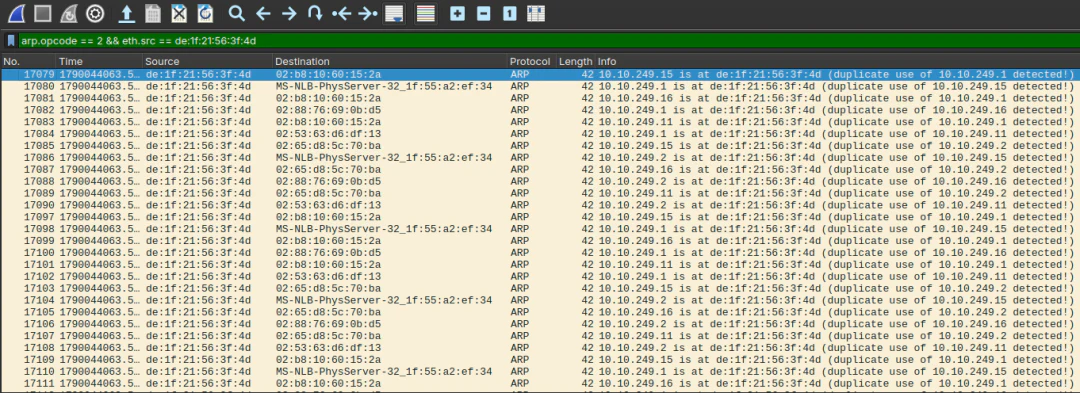 1
arp.opcode == 2 && eth.src == de:1f:21:56:3f:4d
No. Time Source Destination Protocol Length Info
17079 1790044063.5… de:1f:21:56:3f:4d 02:b8:10:60:15:2a ARP 42 10.10.249.15 is at de:1f:21:56:3f:4d (duplicate use of 10.10.249.1 detected!)
17080 1790044063.5… de:1f:21:56:3f:4d MS-NLB-PhysServer-32_1f:55:a2:ef:34 ARP 42 10.10.249.1 is at de:1f:21:56:3f:4d (duplicate use of 10.10.249.15 detected!)
17081 1790044063.5… de:1f:21:56:3f:4d 02:b8:10:60:15:2a ARP 42 10.10.249.16 is at de:1f:21:56:3f:4d (duplicate use of 10.10.249.1 detected!)
17082 1790044063.5… de:1f:21:56:3f:4d 02:88:76:69:0b:d5 ARP 42 10.10.249.1 is at de:1f:21:56:3f:4d (duplicate use of 10.10.249.16 detected!)
17083 1790044063.5… de:1f:21:56:3f:4d 02:b8:10:60:15:2a ARP 42 10.10.249.11 is at de:1f:21:56:3f:4d (duplicate use of 10.10.249.1 detected!)
17084 1790044063.5… de:1f:21:56:3f:4d 02:53:63:d6:df:13 ARP 42 10.10.249.1 is at de:1f:21:56:3f:4d (duplicate use of 10.10.249.11 detected!)
17085 1790044063.5… de:1f:21:56:3f:4d 02:65:d8:5c:70:ba ARP 42 10.10.249.15 is at de:1f:21:56:3f:4d (duplicate use of 10.10.249.2 detected!)
17086 1790044063.5… de:1f:21:56:3f:4d MS-NLB-PhysServer-32_1f:55:a2:ef:34 ARP 42 10.10.249.2 is at de:1f:21:56:3f:4d (duplicate use of 10.10.249.15 detected!)
17087 1790044063.5… de:1f:21:56:3f:4d 02:65:d8:5c:70:ba ARP 42 10.10.249.16 is at de:1f:21:56:3f:4d (duplicate use of 10.10.249.2 detected!)
17088 1790044063.5… de:1f:21:56:3f:4d 02:88:76:69:0b:d5 ARP 42 10.10.249.2 is at de:1f:21:56:3f:4d (duplicate use of 10.10.249.16 detected!)
17089 1790044063.5… de:1f:21:56:3f:4d 02:65:d8:5c:70:ba ARP 42 10.10.249.11 is at de:1f:21:56:3f:4d (duplicate use of 10.10.249.2 detected!)
17090 1790044063.5… de:1f:21:56:3f:4d 02:53:63:d6:df:13 ARP 42 10.10.249.2 is at de:1f:21:56:3f:4d (duplicate use of 10.10.249.11 detected!)
17097 1790044063.5… de:1f:21:56:3f:4d 02:b8:10:60:15:2a ARP 42 10.10.249.15 is at de:1f:21:56:3f:4d (duplicate use of 10.10.249.1 detected!)
17098 1790044063.5… de:1f:21:56:3f:4d MS-NLB-PhysServer-32_1f:55:a2:ef:34 ARP 42 10.10.249.1 is at de:1f:21:56:3f:4d (duplicate use of 10.10.249.15 detected!)
17099 1790044063.5… de:1f:21:56:3f:4d 02:b8:10:60:15:2a ARP 42 10.10.249.16 is at de:1f:21:56:3f:4d (duplicate use of 10.10.249.1 detected!)
17100 1790044063.5… de:1f:21:56:3f:4d 02:88:76:69:0b:d5 ARP 42 10.10.249.1 is at de:1f:21:56:3f:4d (duplicate use of 10.10.249.16 detected!)
17101 1790044063.5… de:1f:21:56:3f:4d 02:b8:10:60:15:2a ARP 42 10.10.249.11 is at de:1f:21:56:3f:4d (duplicate use of 10.10.249.1 detected!)
17102 1790044063.5… de:1f:21:56:3f:4d 02:53:63:d6:df:13 ARP 42 10.10.249.1 is at de:1f:21:56:3f:4d (duplicate use of 10.10.249.11 detected!)
17103 1790044063.5… de:1f:21:56:3f:4d 02:65:d8:5c:70:ba ARP 42 10.10.249.15 is at de:1f:21:56:3f:4d (duplicate use of 10.10.249.2 detected!)
17104 1790044063.5… de:1f:21:56:3f:4d MS-NLB-PhysServer-32_1f:55:a2:ef:34 ARP 42 10.10.249.2 is at de:1f:21:56:3f:4d (duplicate use of 10.10.249.15 detected!)
17105 1790044063.5… de:1f:21:56:3f:4d 02:65:d8:5c:70:ba ARP 42 10.10.249.16 is at de:1f:21:56:3f:4d (duplicate use of 10.10.249.2 detected!)
17106 1790044063.5… de:1f:21:56:3f:4d 02:88:76:69:0b:d5 ARP 42 10.10.249.2 is at de:1f:21:56:3f:4d (duplicate use of 10.10.249.16 detected!)
17107 1790044063.5… de:1f:21:56:3f:4d 02:65:d8:5c:70:ba ARP 42 10.10.249.11 is at de:1f:21:56:3f:4d (duplicate use of 10.10.249.2 detected!)
17108 1790044063.5… de:1f:21:56:3f:4d 02:53:63:d6:df:13 ARP 42 10.10.249.2 is at de:1f:21:56:3f:4d (duplicate use of 10.10.249.11 detected!)
17109 1790044063.5… de:1f:21:56:3f:4d 02:b8:10:60:15:2a ARP 42 10.10.249.15 is at de:1f:21:56:3f:4d (duplicate use of 10.10.249.1 detected!)
17110 1790044063.5… de:1f:21:56:3f:4d MS-NLB-PhysServer-32_1f:55:a2:ef:34 ARP 42 10.10.249.1 is at de:1f:21:56:3f:4d (duplicate use of 10.10.249.15 detected!)
17111 1790044063.5… de:1f:21:56:3f:4d 02:b8:10:60:15:2a ARP 42 10.10.249.16 is at de:1f:21:56:3f:4d (duplicate use of 10.10.249.1 detected!)